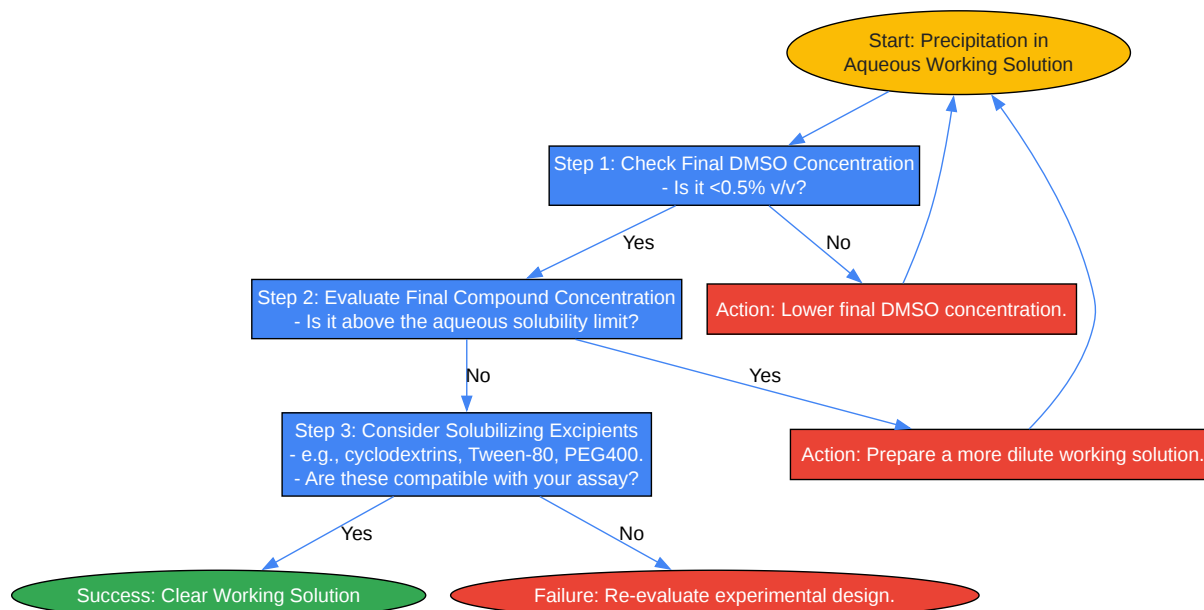 Start: Precipitation in
Aqueous Working Solution
Step 1: Check Final DMSO Concentration
- Is it <0.5% v/v?
Yes
No
Step 2: Evaluate Final Compound Concentration
- Is it above the aqueous solubility limit?
Action: Lower final DMSO concentration.
No
Yes
Step 3: Consider Solubilizing Excipients
- e.g., cyclodextrins, Tween-80, PEG400.
- Are these compatible with your assay?
Action: Prepare a more dilute working solution.
Yes
No
Success: Clear Working Solution
Failure: Re-evaluate experimental design.